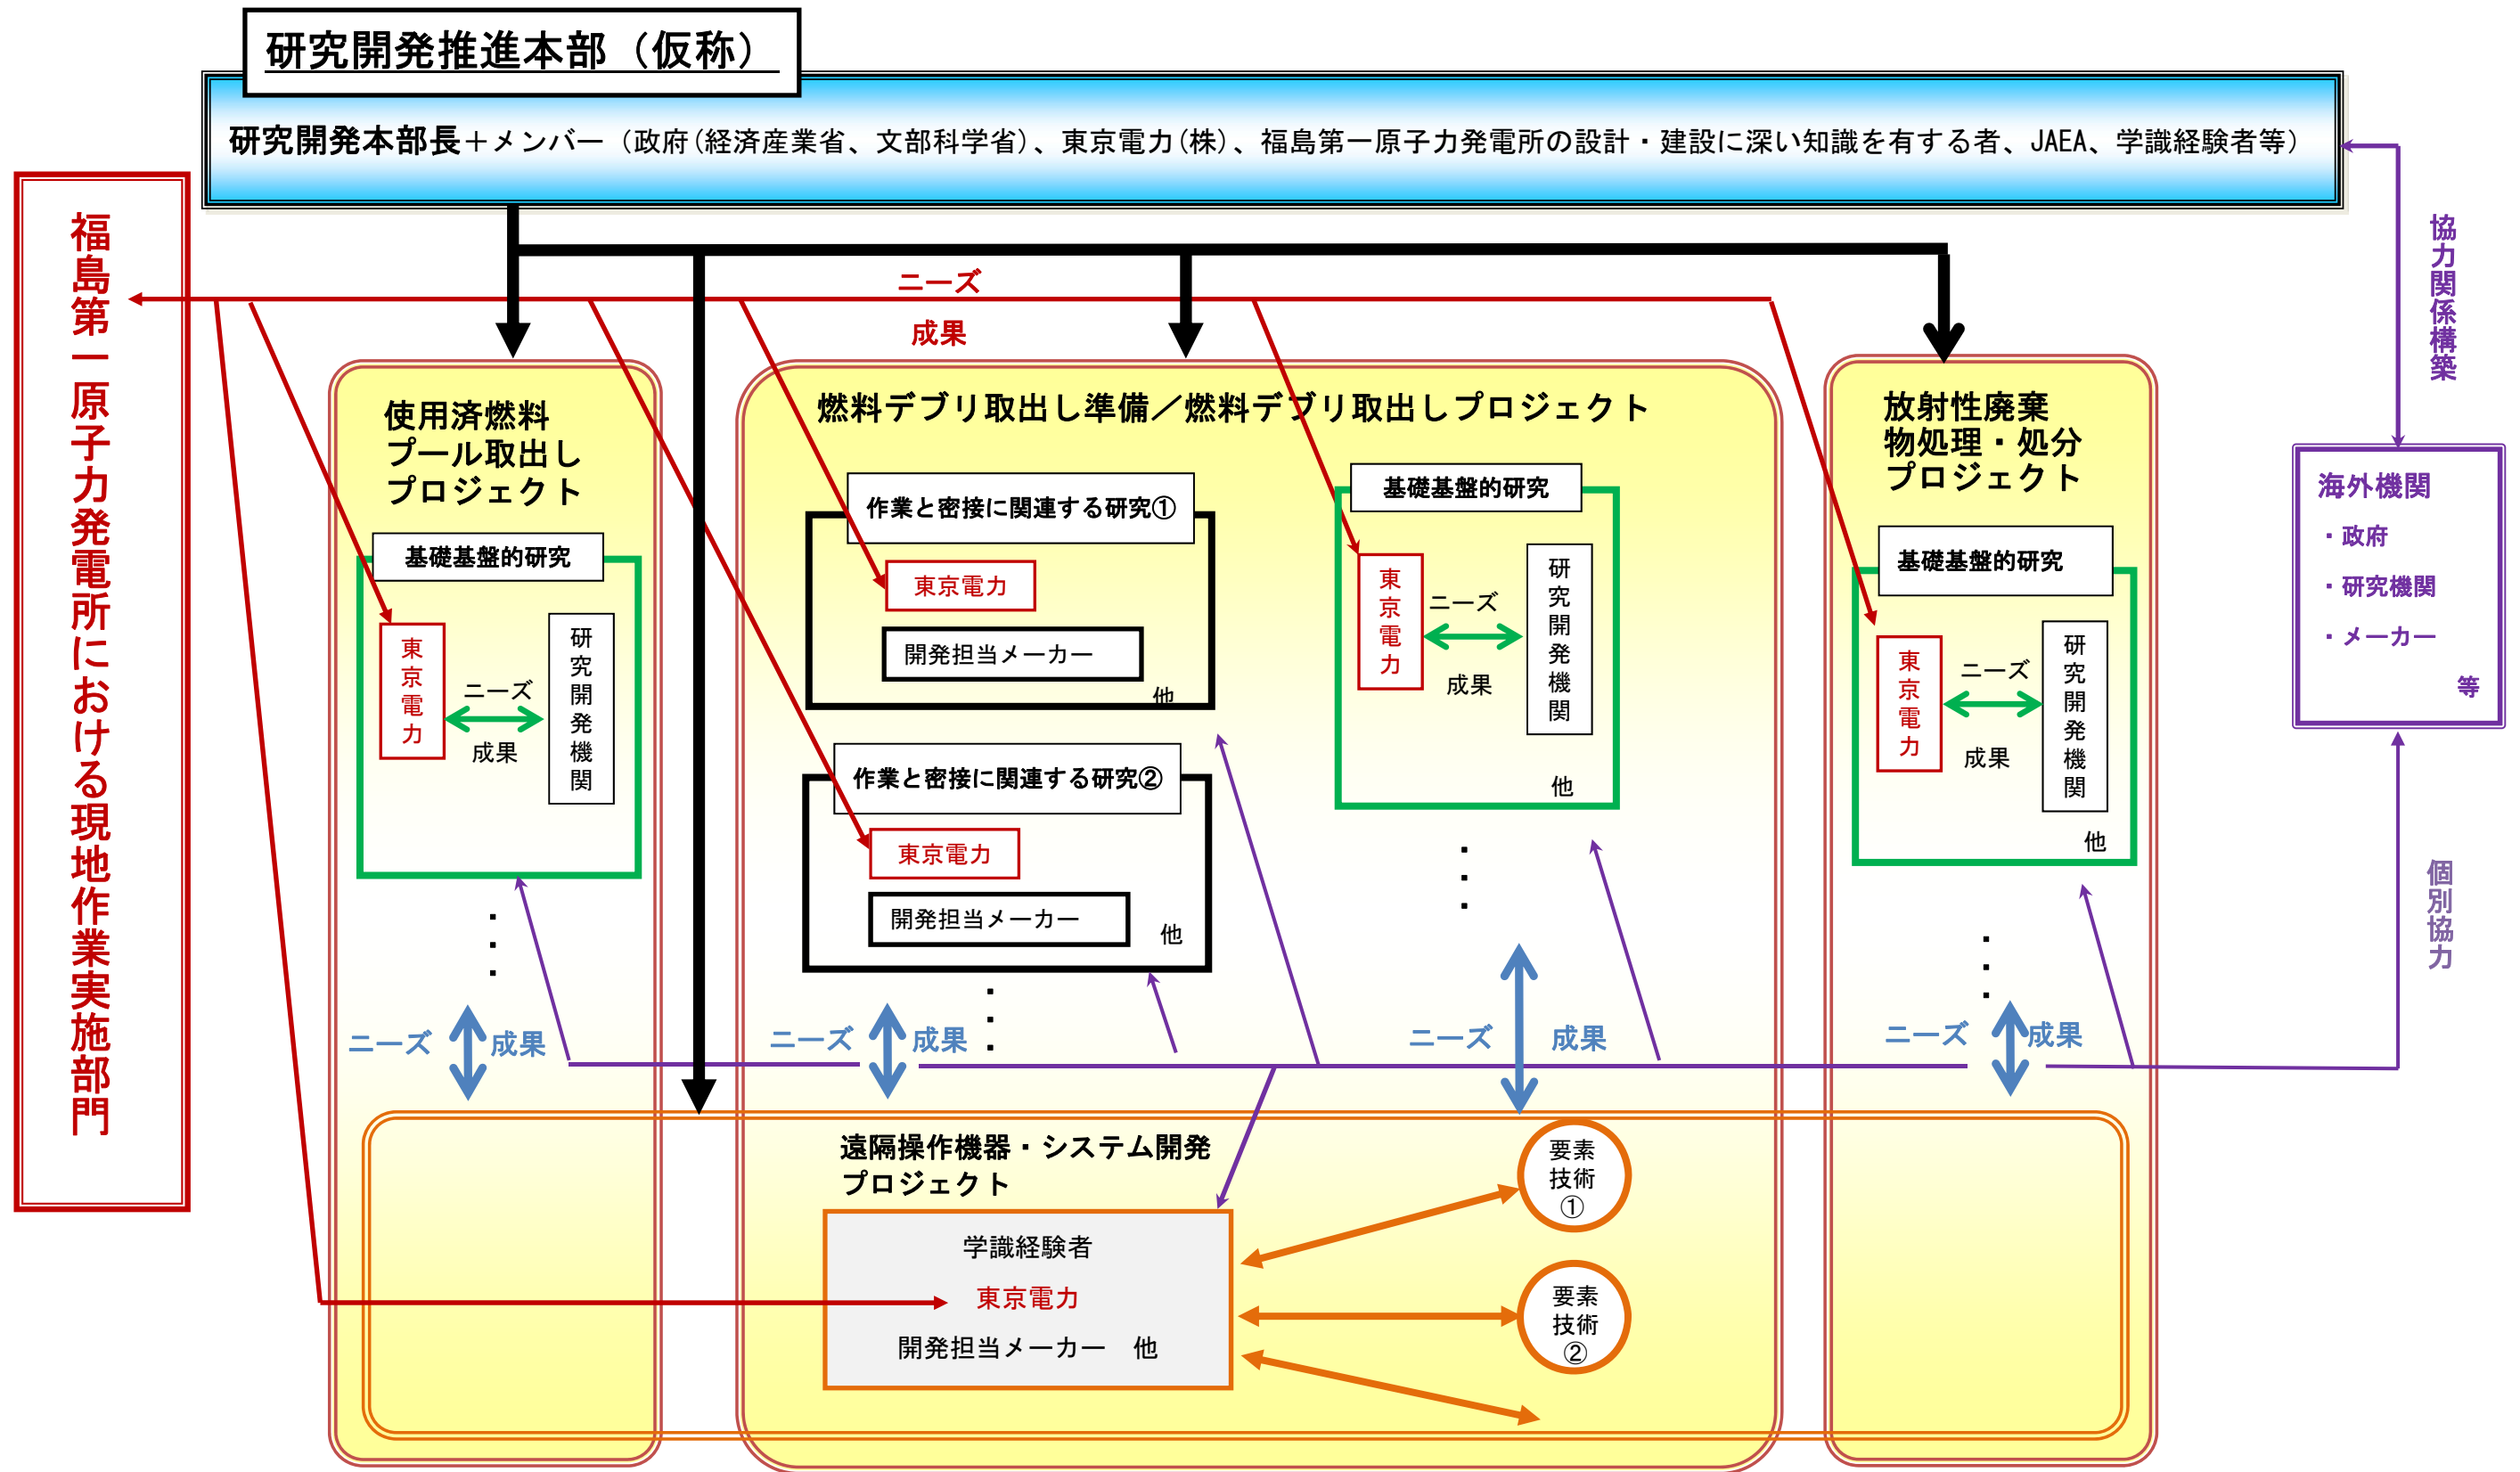 研究開発推進本部（仮称）
研究開発本部長＋メンバー（政府(経済産業省、文部科学省)、東京電力(株)、福島第一原子力発電所の設計・建設に深い知識を有する者、JAEA、学識経験者等）
福島第一原子力発電所における現地作業実施部門
ニーズ
成果
協力関係構築
使用済燃料
プール取出し
プロジェクト
基礎基盤的研究
東京電力
ニーズ
成果
研究開発機関
・・・
ニーズ
成果
燃料デブリ取出し準備／燃料デブリ取出しプロジェクト
作業と密接に関連する研究①
東京電力
開発担当メーカー
他
作業と密接に関連する研究②
東京電力
開発担当メーカー
他
・・・
ニーズ
成果
基礎基盤的研究
東京電力
ニーズ
成果
研究開発機関
他
・・・
ニーズ
成果
放射性廃棄
物処理・処分
プロジェクト
基礎基盤的研究
東京電力
ニーズ
成果
研究開発機関
他
・・・
ニーズ
成果
海外機関
・政府
・研究機関
・メーカー
等
個別協力
遠隔操作機器・システム開発
プロジェクト
学識経験者
東京電力
開発担当メーカー　他
要素
技術
①
要素
技術
②